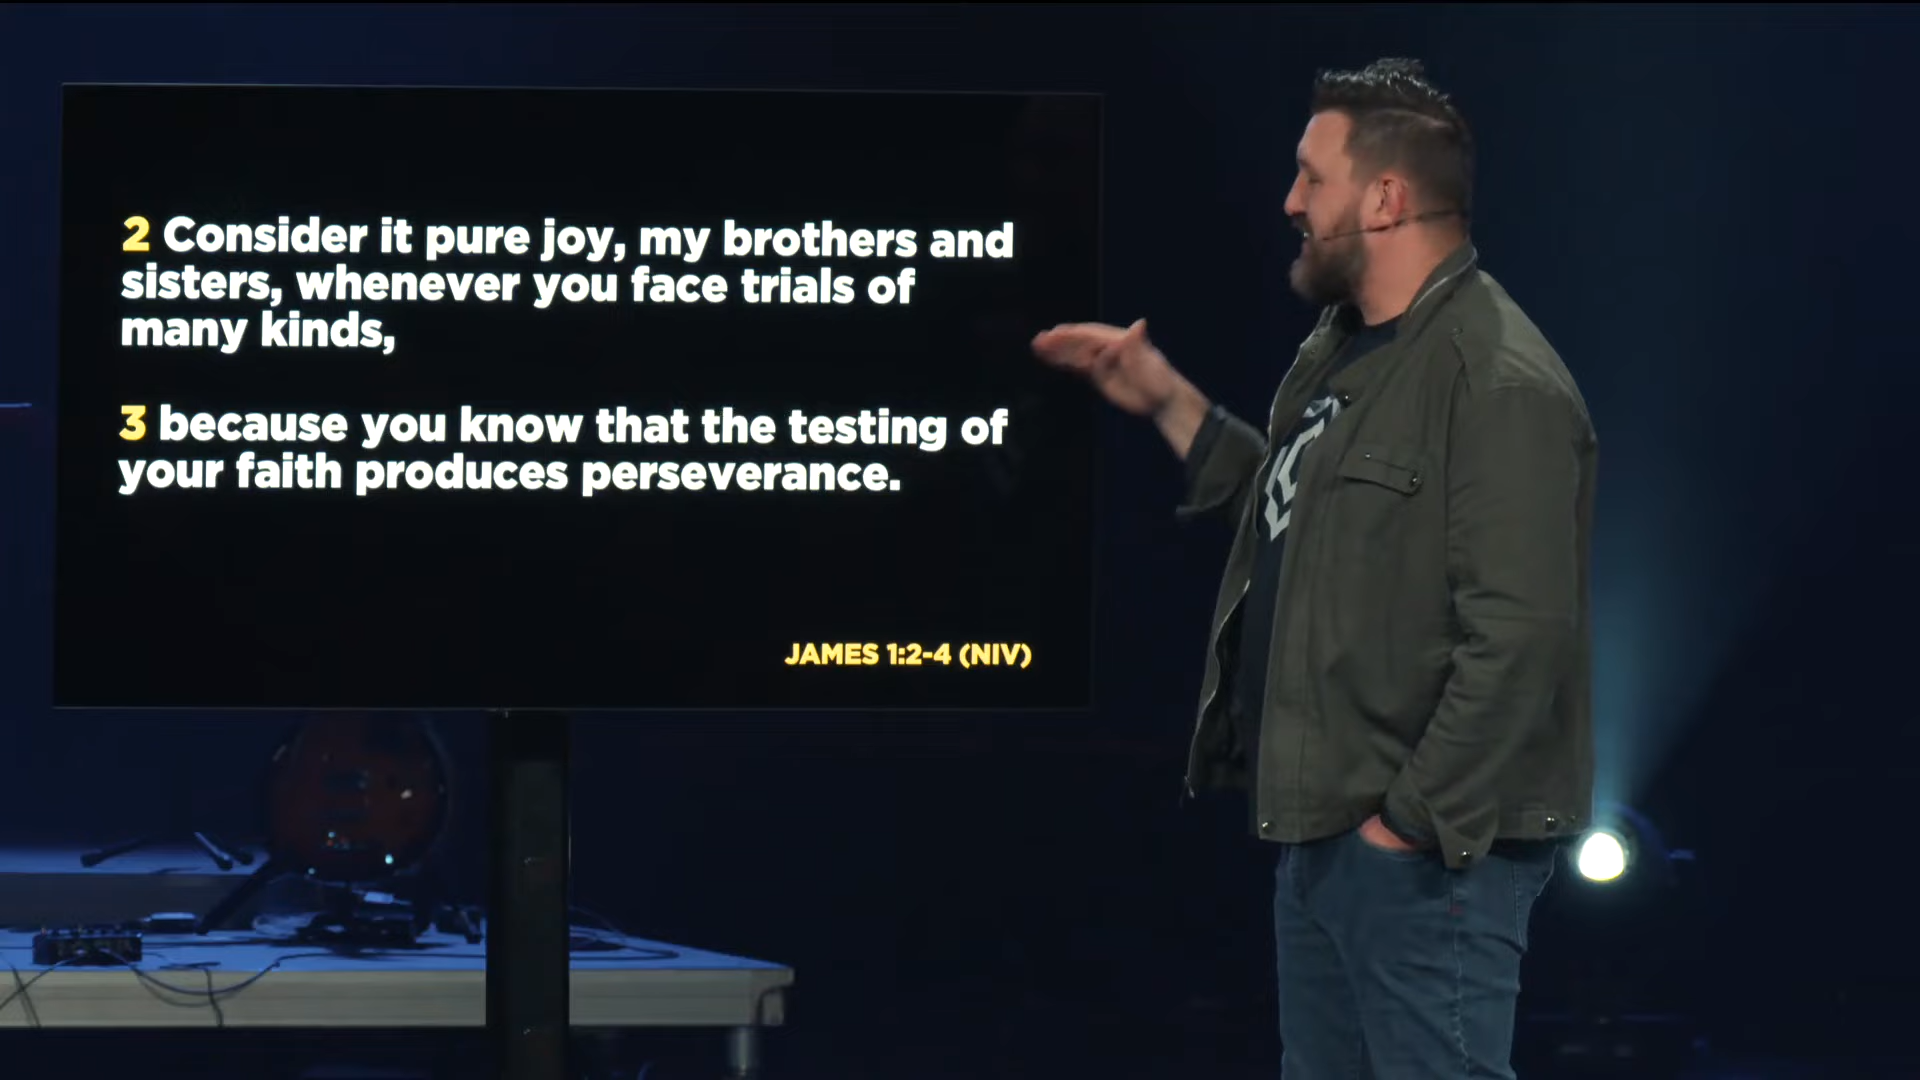 2 Consider it pure joy, my brothers and
sisters, whenever you face trials of
many kinds,
3 because you know that the testing of
your faith produces perseverance.
JAMES 1:2-4 (NIV)